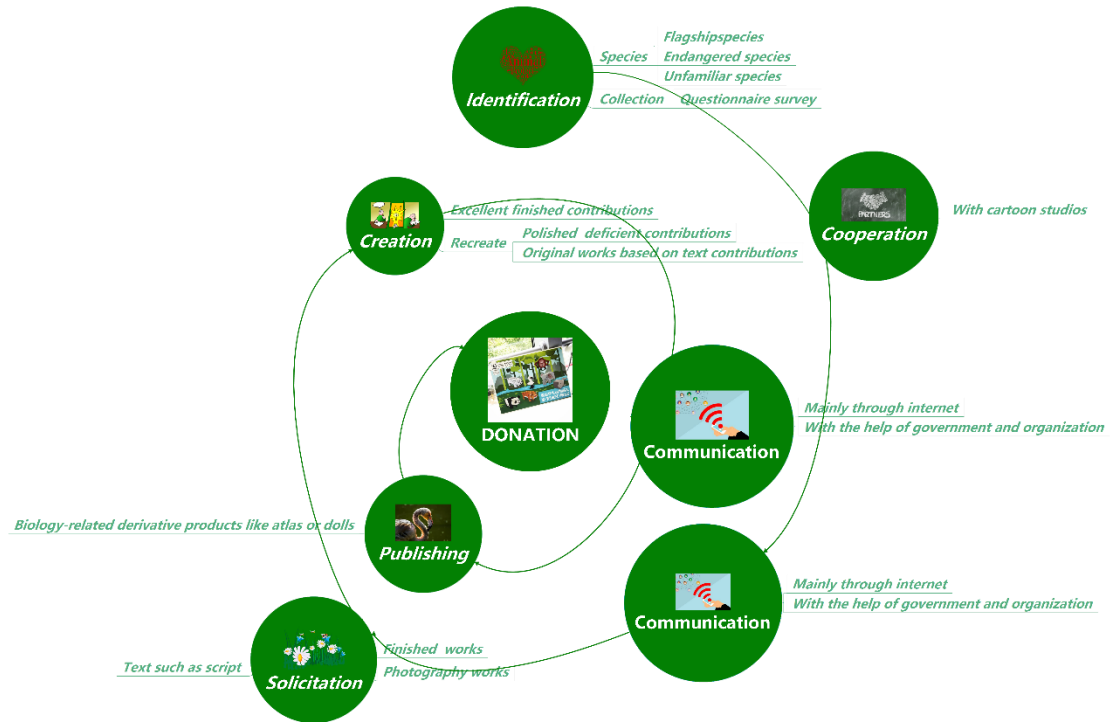 Flagshipspecies
Species
Endangered species
Unfamiliar species
Identification
Collection
Questionnaire survey
PARTNERS
Cooperation
With cartoon studios
Creation
Excellent finished contributions
Recreate
Polished deficient contributions
Original works based on text contributions
DONATION
Communication
Mainly through internet
With the help of government and organization
Biology-related derivative products like atlas or dolls
Publishing
Communication
Mainly through internet
With the help of government and organization
Text such as script
Solicitation
Finished works
Photography works